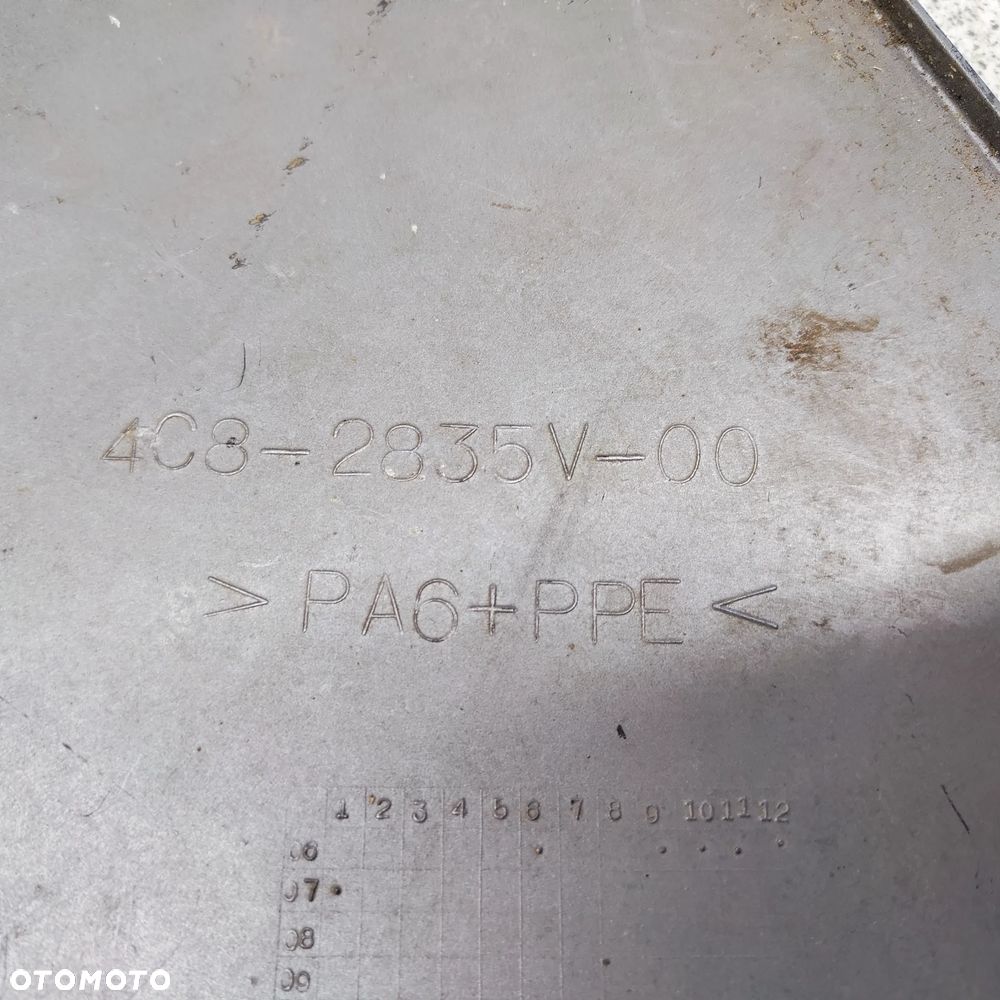 4C8-2835V-00
> PA6+PPE <
1 2 3 4 5 6 7 8 9 10 11 12
06
07
08
09
OTOMOTO